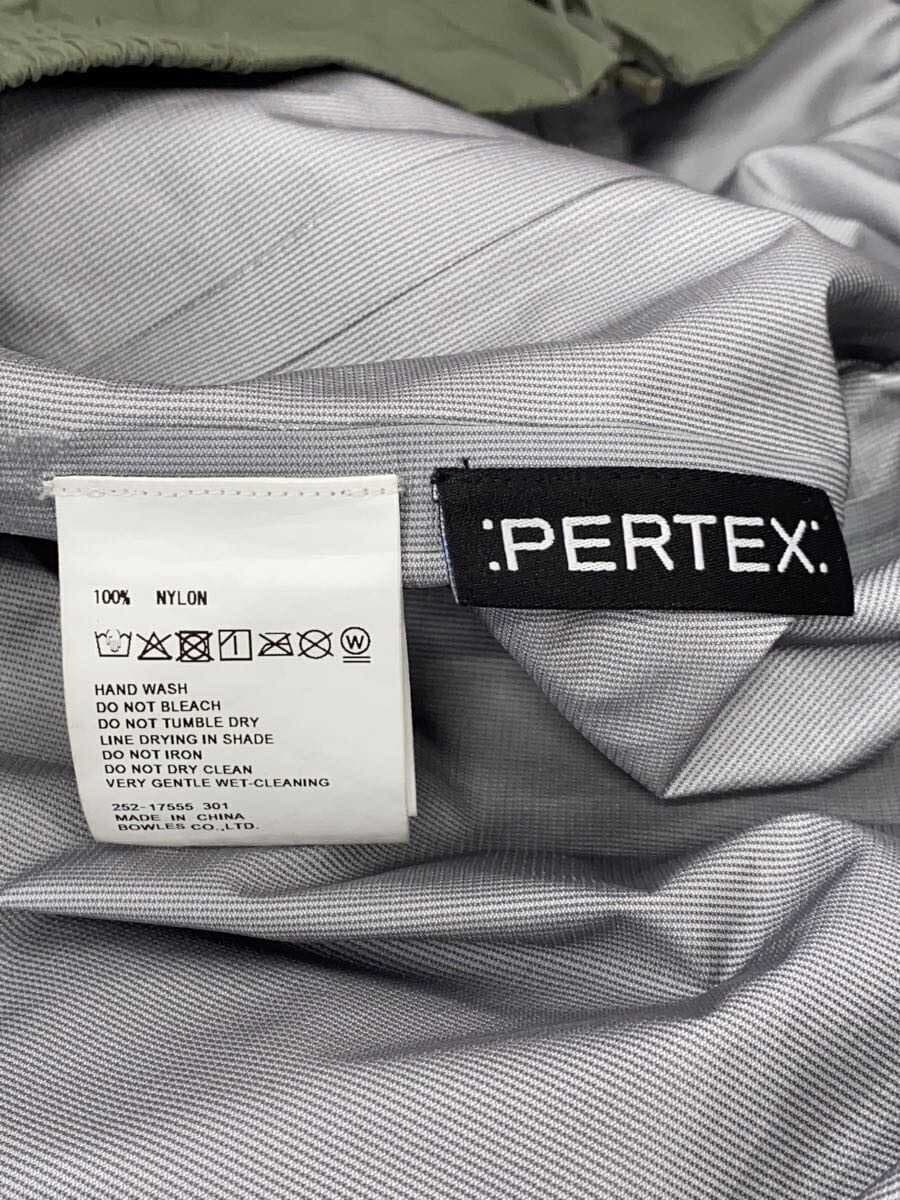 :PERTEX:
100% NYLON
W
HAND WASH
DO NOT BLEACH
DO NOT TUMBLE DRY
LINE DRYING IN SHADE
DO NOT IRON
DO NOT DRY CLEAN
VERY GENTLE WET-CLEANING
252-17555 301
MADE IN CHINA
BOWLES CO.,LTD.